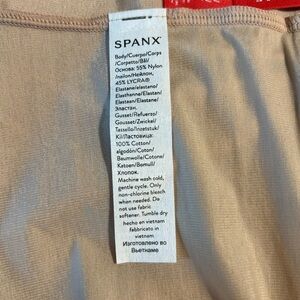 SPANX
Body/Cuerpo/Corps
/Corpetto/Bāl/
Основа: 55% Nylon
/nailon/Нейлон,
45% LYCRA®
Elastane/elastano/
Elasthanne/Elastan/
Elastaan/Elastane/
Эластан
Gousset/Refuerzo/
Gousset/Zwickel/
Tassello/Inzetstuk/
Kil/Ластовица:
100% Cotton/
algodón/Coton/
Baumwolle/Cotone/
Katoen/Bomull/
Хлопок.
Machine wash cold,
gentle cycle. Only
non-chlorine bleach
when needed. Do
not use fabric
softener. Tumble dry
hecho en vietnam
fabbricato in
vietnam
Изготовлено во
Вьетнаме